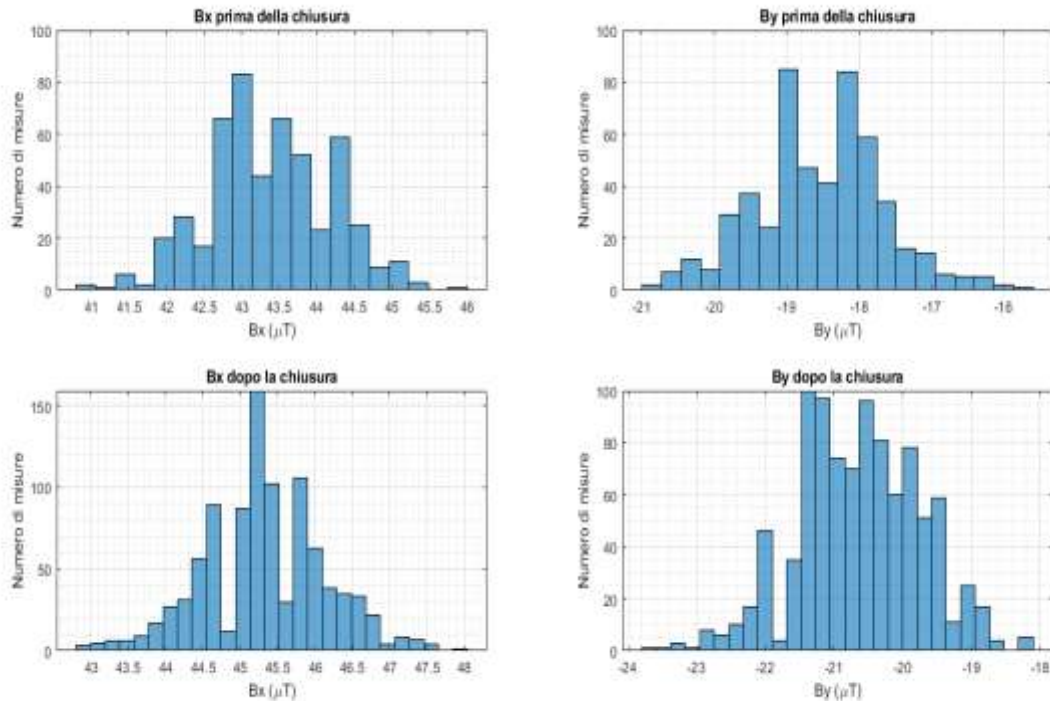 Bx prima della chiusura
Numero di misure
100
80
60
40
20
0
41 41.5 42 42.5 43 43.5 44 44.5 45 45.5 46
Bx (μT)
By prima della chiusura
Numero di misure
100
80
60
40
20
0
-21 -20 -19 -18 -17 -16
By (μT)
Bx dopo la chiusura
Numero di misure
150
100
50
0
43 43.5 44 44.5 45 45.5 46 46.5 47 47.5 48
Bx (μT)
By dopo la chiusura
Numero di misure
100
80
60
40
20
0
-24 -23 -22 -21 -20 -19 -18
By (μT)